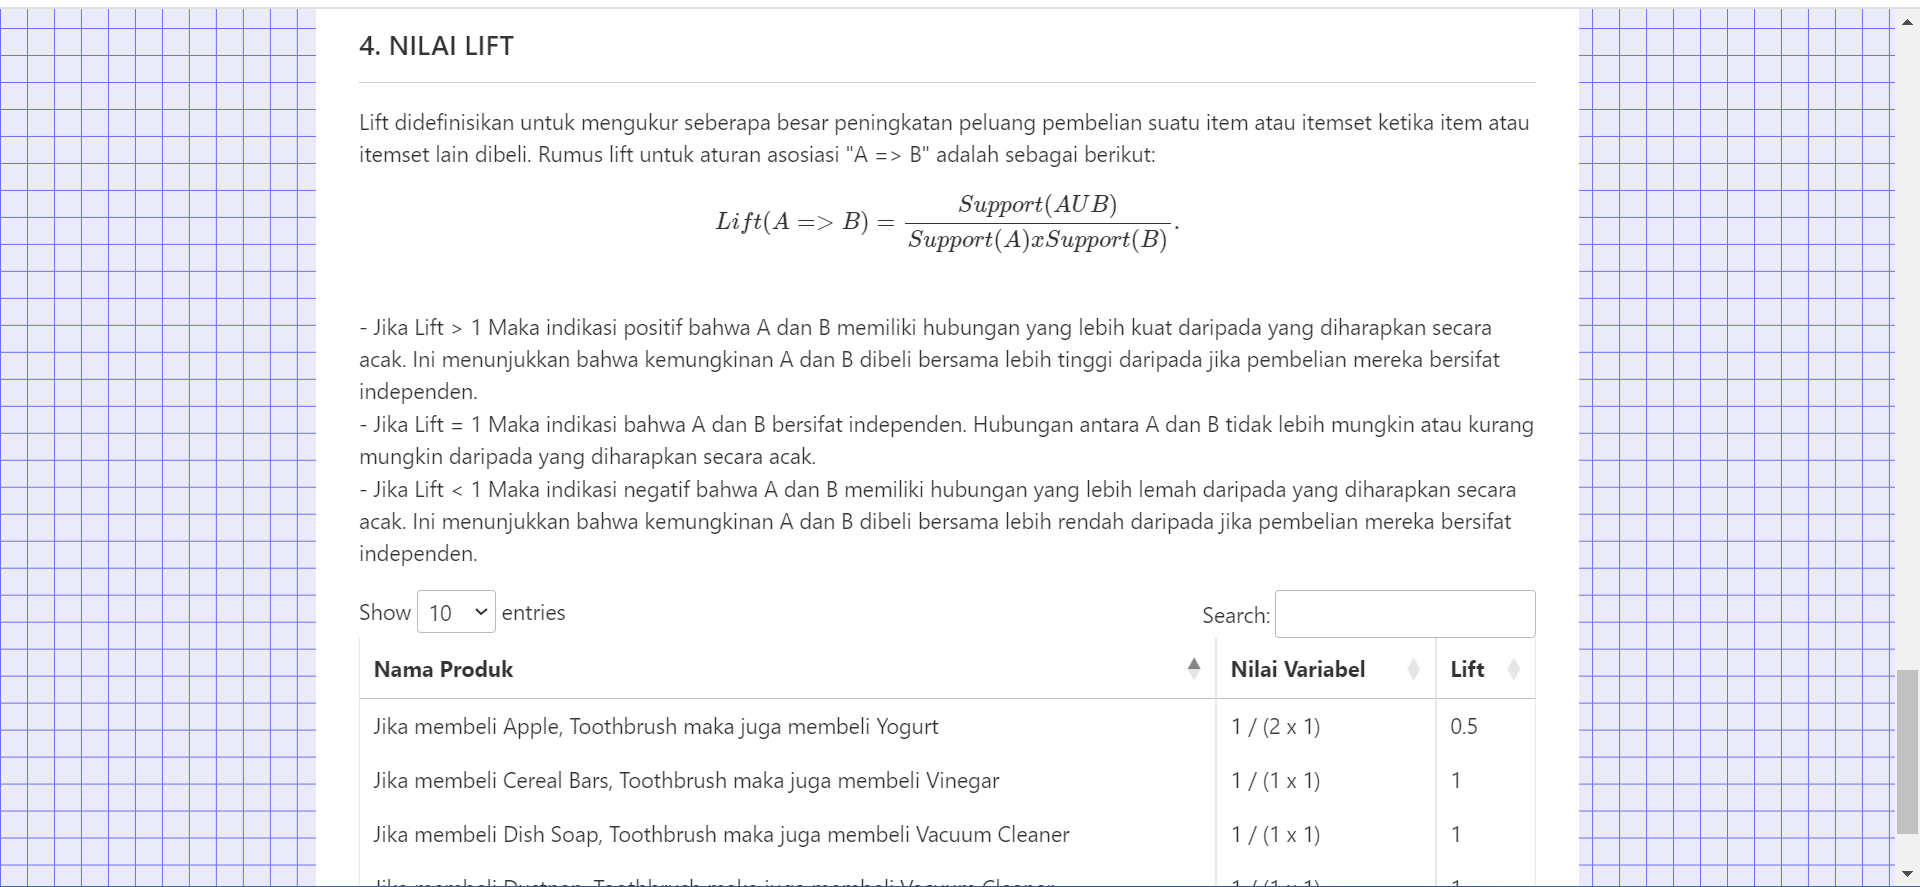 4. NILAI LIFT
Lift didefinisikan untuk mengukur seberapa besar peningkatan peluang pembelian suatu item atau itemset ketika item atau
itemset lain dibeli. Rumus lift untuk aturan asosiasi "A => B" adalah sebagai berikut:
Lift(A => B) = Support(AUB) / Support(A)xSupport(B) .
- Jika Lift > 1 Maka indikasi positif bahwa A dan B memiliki hubungan yang lebih kuat daripada yang diharapkan secara
acak. Ini menunjukkan bahwa kemungkinan A dan B dibeli bersama lebih tinggi daripada jika pembelian mereka bersifat
independen.
- Jika Lift = 1 Maka indikasi bahwa A dan B bersifat independen. Hubungan antara A dan B tidak lebih mungkin atau kurang
mungkin daripada yang diharapkan secara acak.
- Jika Lift < 1 Maka indikasi negatif bahwa A dan B memiliki hubungan yang lebih lemah daripada yang diharapkan secara
acak. Ini menunjukkan bahwa kemungkinan A dan B dibeli bersama lebih rendah daripada jika pembelian mereka bersifat
independen.
Show 10 entries Search:
Nama Produk Nilai Variabel Lift
Jika membeli Apple, Toothbrush maka juga membeli Yogurt 1 / (2 x 1) 0.5
Jika membeli Cereal Bars, Toothbrush maka juga membeli Vinegar 1 / (1 x 1) 1
Jika membeli Dish Soap, Toothbrush maka juga membeli Vacuum Cleaner 1 / (1 x 1) 1